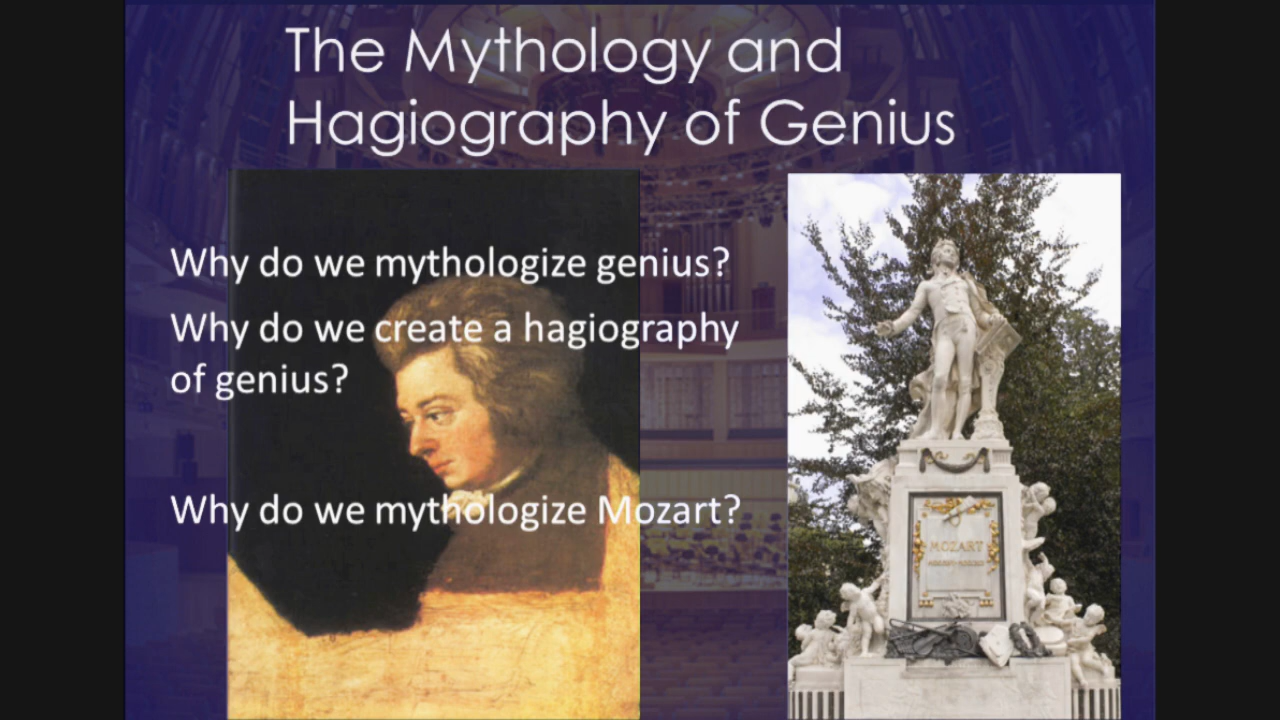 The Mythology and
Hagiography of Genius
Why do we mythologize genius?
Why do we create a hagiography
of genius?
Why do we mythologize Mozart?
MOZART